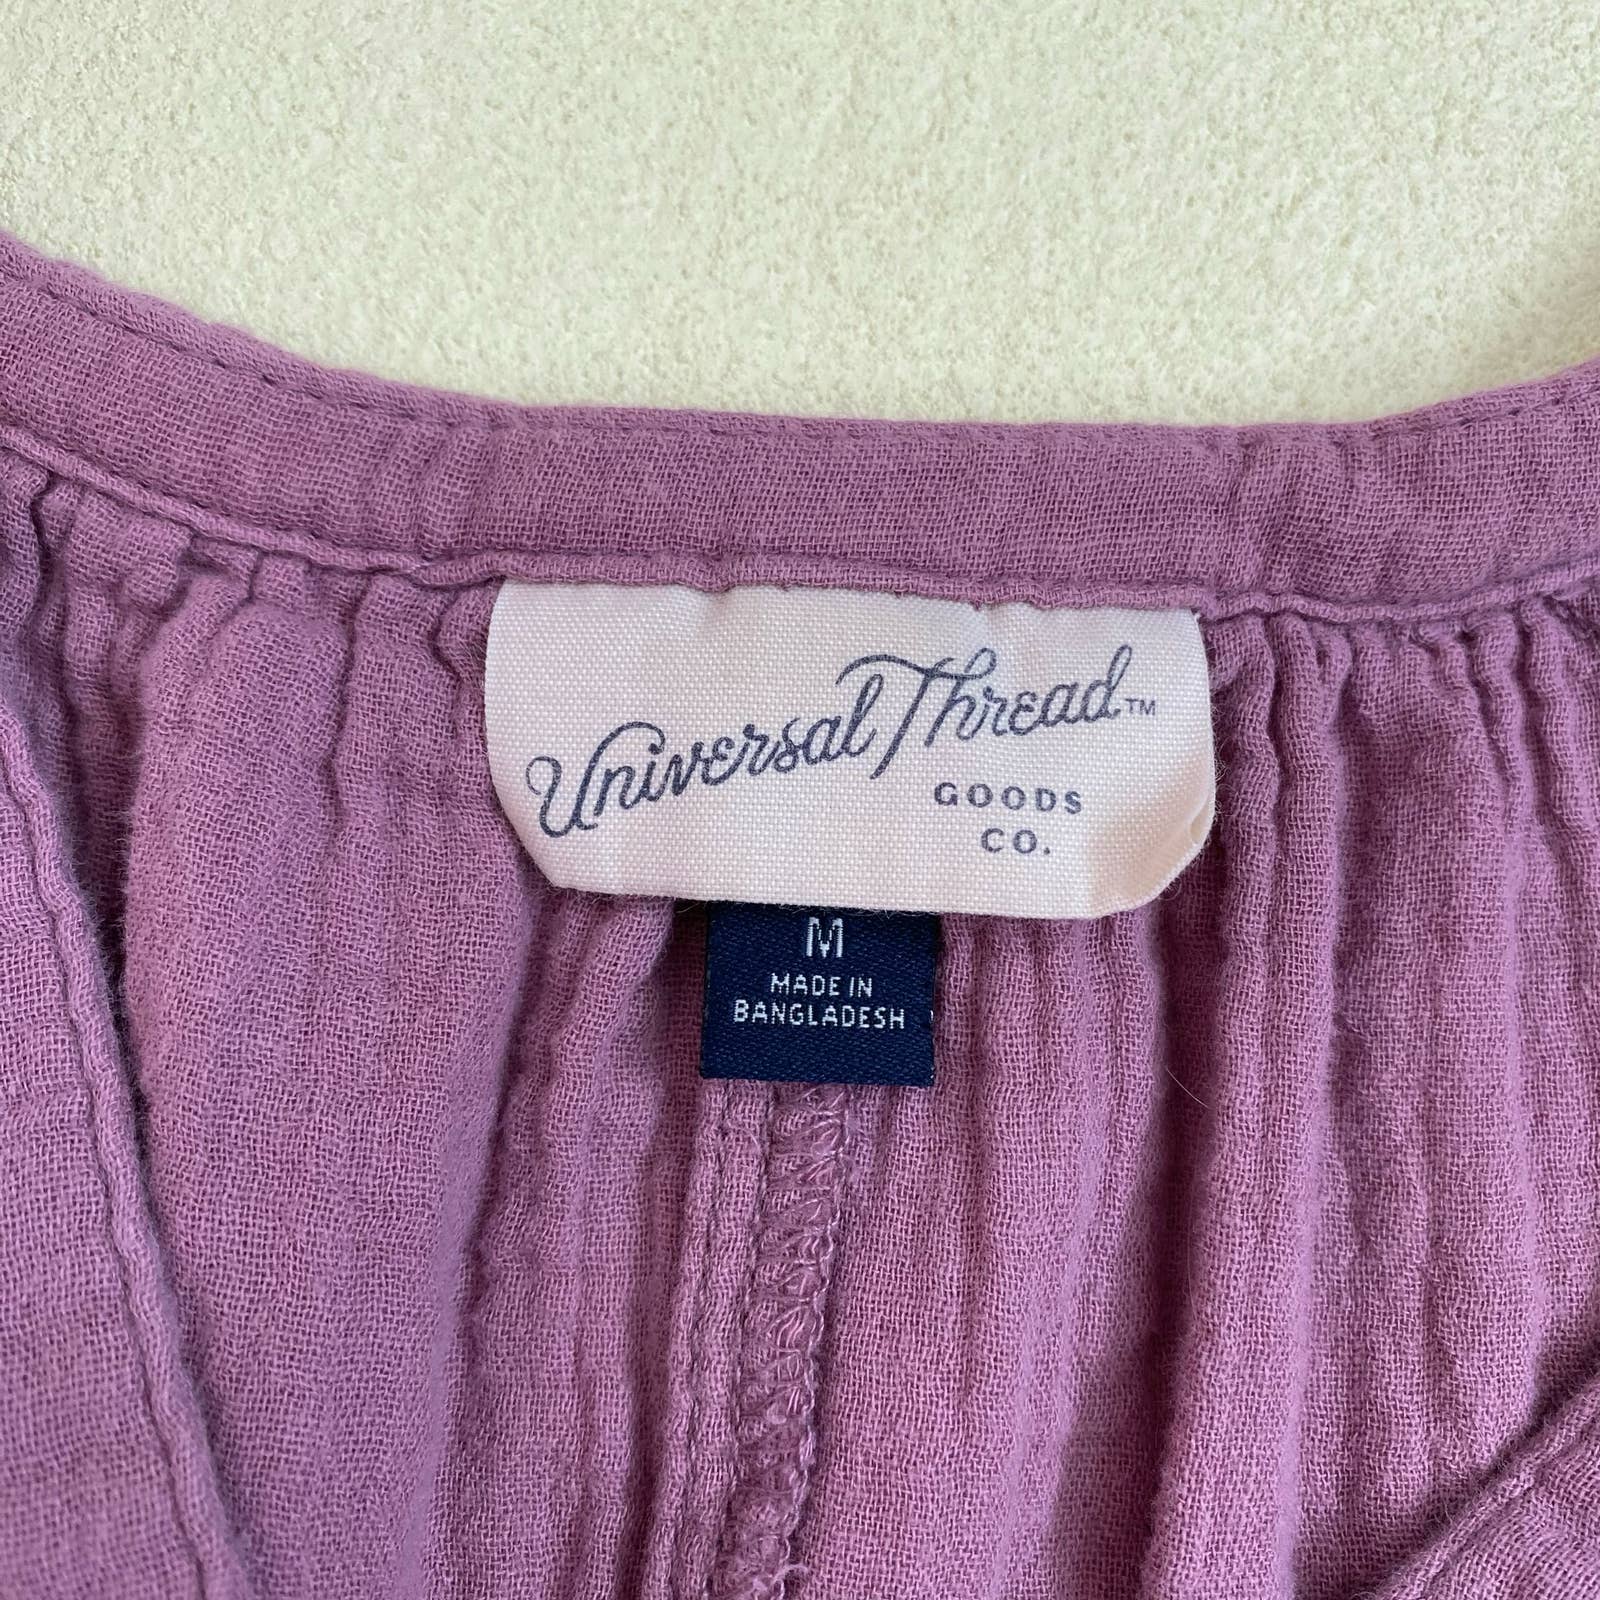 Universal Thread™
GOODS
CO.
M
MADE IN
BANGLADESH